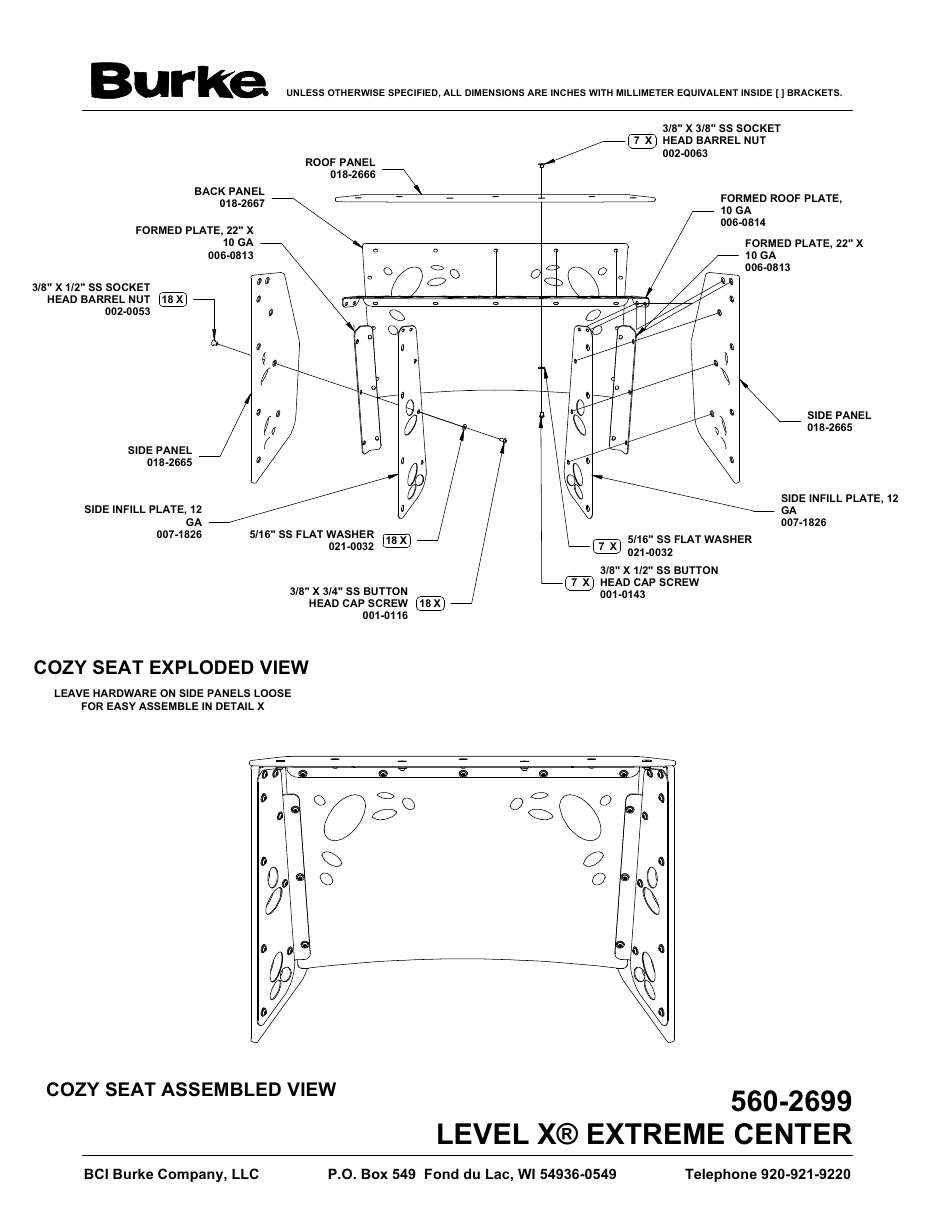 Burke
UNLESS OTHERWISE SPECIFIED, ALL DIMENSIONS ARE INCHES WITH MILLIMETER EQUIVALENT INSIDE [ ] BRACKETS.
3/8" X 3/8" SS SOCKET
7 X HEAD BARREL NUT
002-0063
ROOF PANEL
018-2666
BACK PANEL
018-2667
FORMED ROOF PLATE,
10 GA
006-0814
FORMED PLATE, 22" X
10 GA
006-0813
FORMED PLATE, 22" X
10 GA
006-0813
3/8" X 1/2" SS SOCKET
HEAD BARREL NUT 18 X
002-0053
SIDE PANEL
018-2665
SIDE PANEL
018-2665
SIDE INFILL PLATE, 12
GA
007-1826
SIDE INFILL PLATE, 12
GA
007-1826
5/16" SS FLAT WASHER 18 X
021-0032
7 X 5/16" SS FLAT WASHER
021-0032
3/8" X 1/2" SS BUTTON
7 X HEAD CAP SCREW
001-0143
3/8" X 3/4" SS BUTTON
HEAD CAP SCREW 18 X
001-0116
COZY SEAT EXPLODED VIEW
LEAVE HARDWARE ON SIDE PANELS LOOSE
FOR EASY ASSEMBLE IN DETAIL X
COZY SEAT ASSEMBLED VIEW
560-2699
LEVEL X® EXTREME CENTER
BCI Burke Company, LLC P.O. Box 549 Fond du Lac, WI 54936-0549 Telephone 920-921-9220